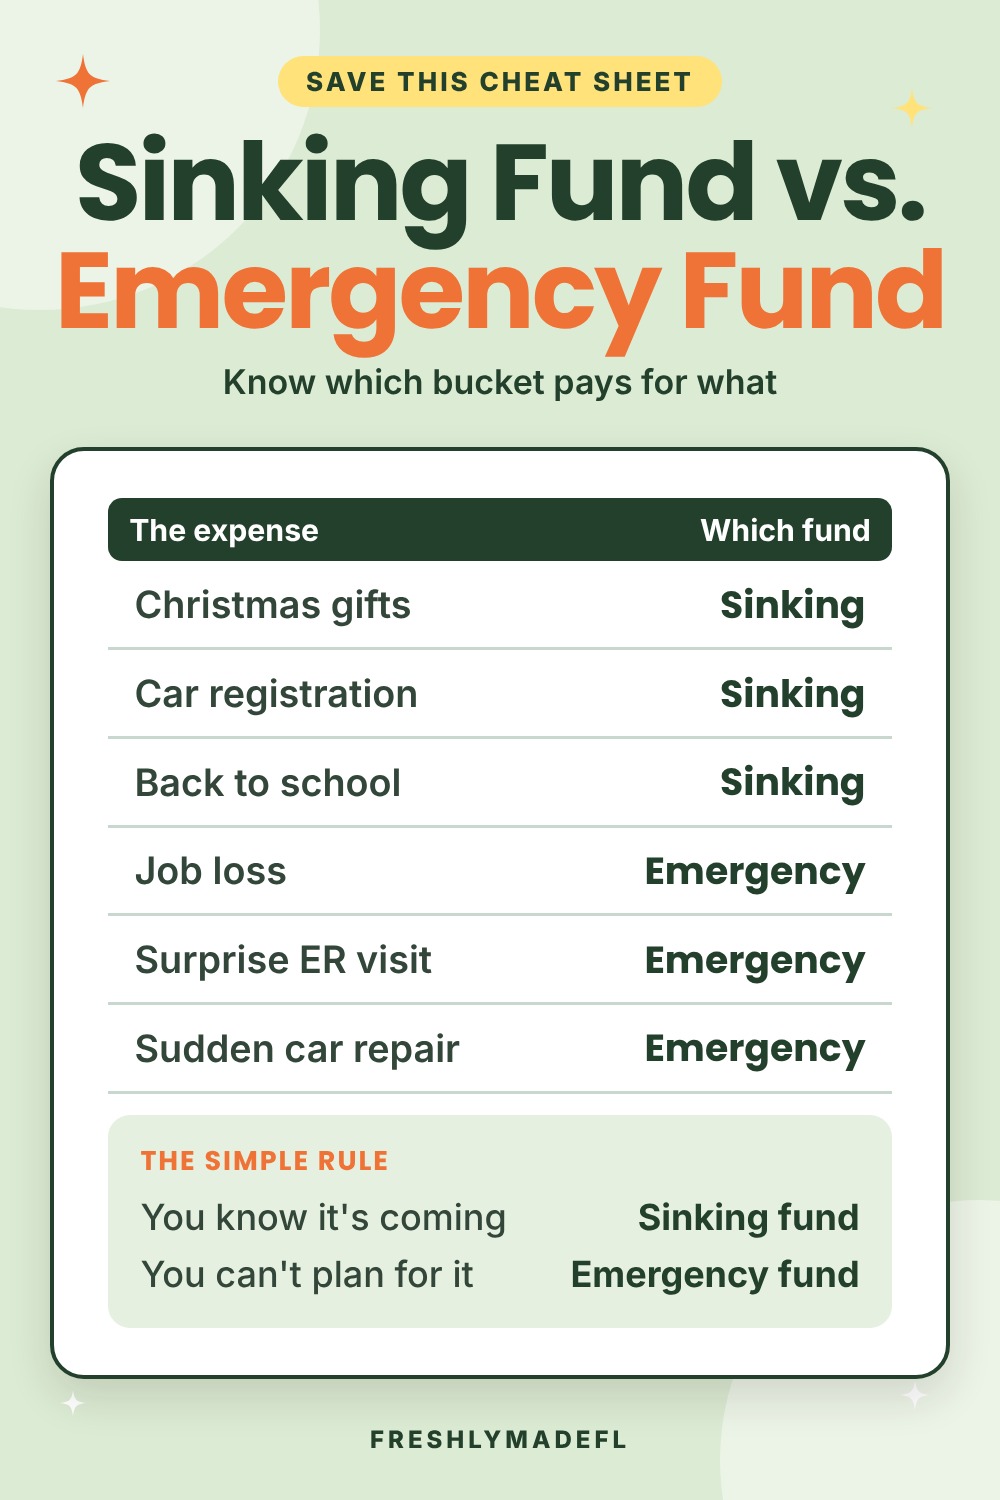 SAVE THIS CHEAT SHEET
Sinking Fund vs.
Emergency Fund
Know which bucket pays for what
The expense Which fund
Christmas gifts Sinking
Car registration Sinking
Back to school Sinking
Job loss Emergency
Surprise ER visit Emergency
Sudden car repair Emergency
THE SIMPLE RULE
You know it's coming Sinking fund
You can't plan for it Emergency fund
FRESHLYMADEFL